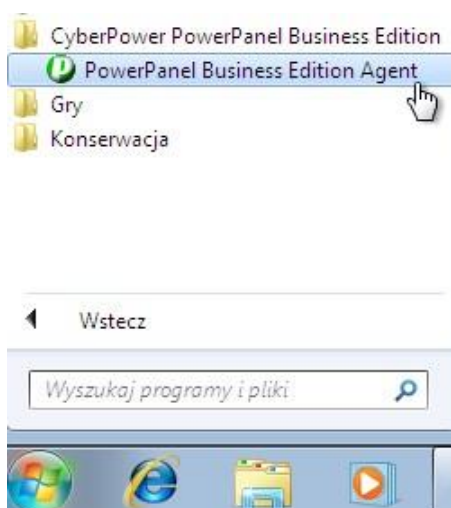 CyberPower PowerPanel Business Edition
PowerPanel Business Edition Agent
Gry
Konserwacja
Wstecz
Wyszukaj programy i pliki